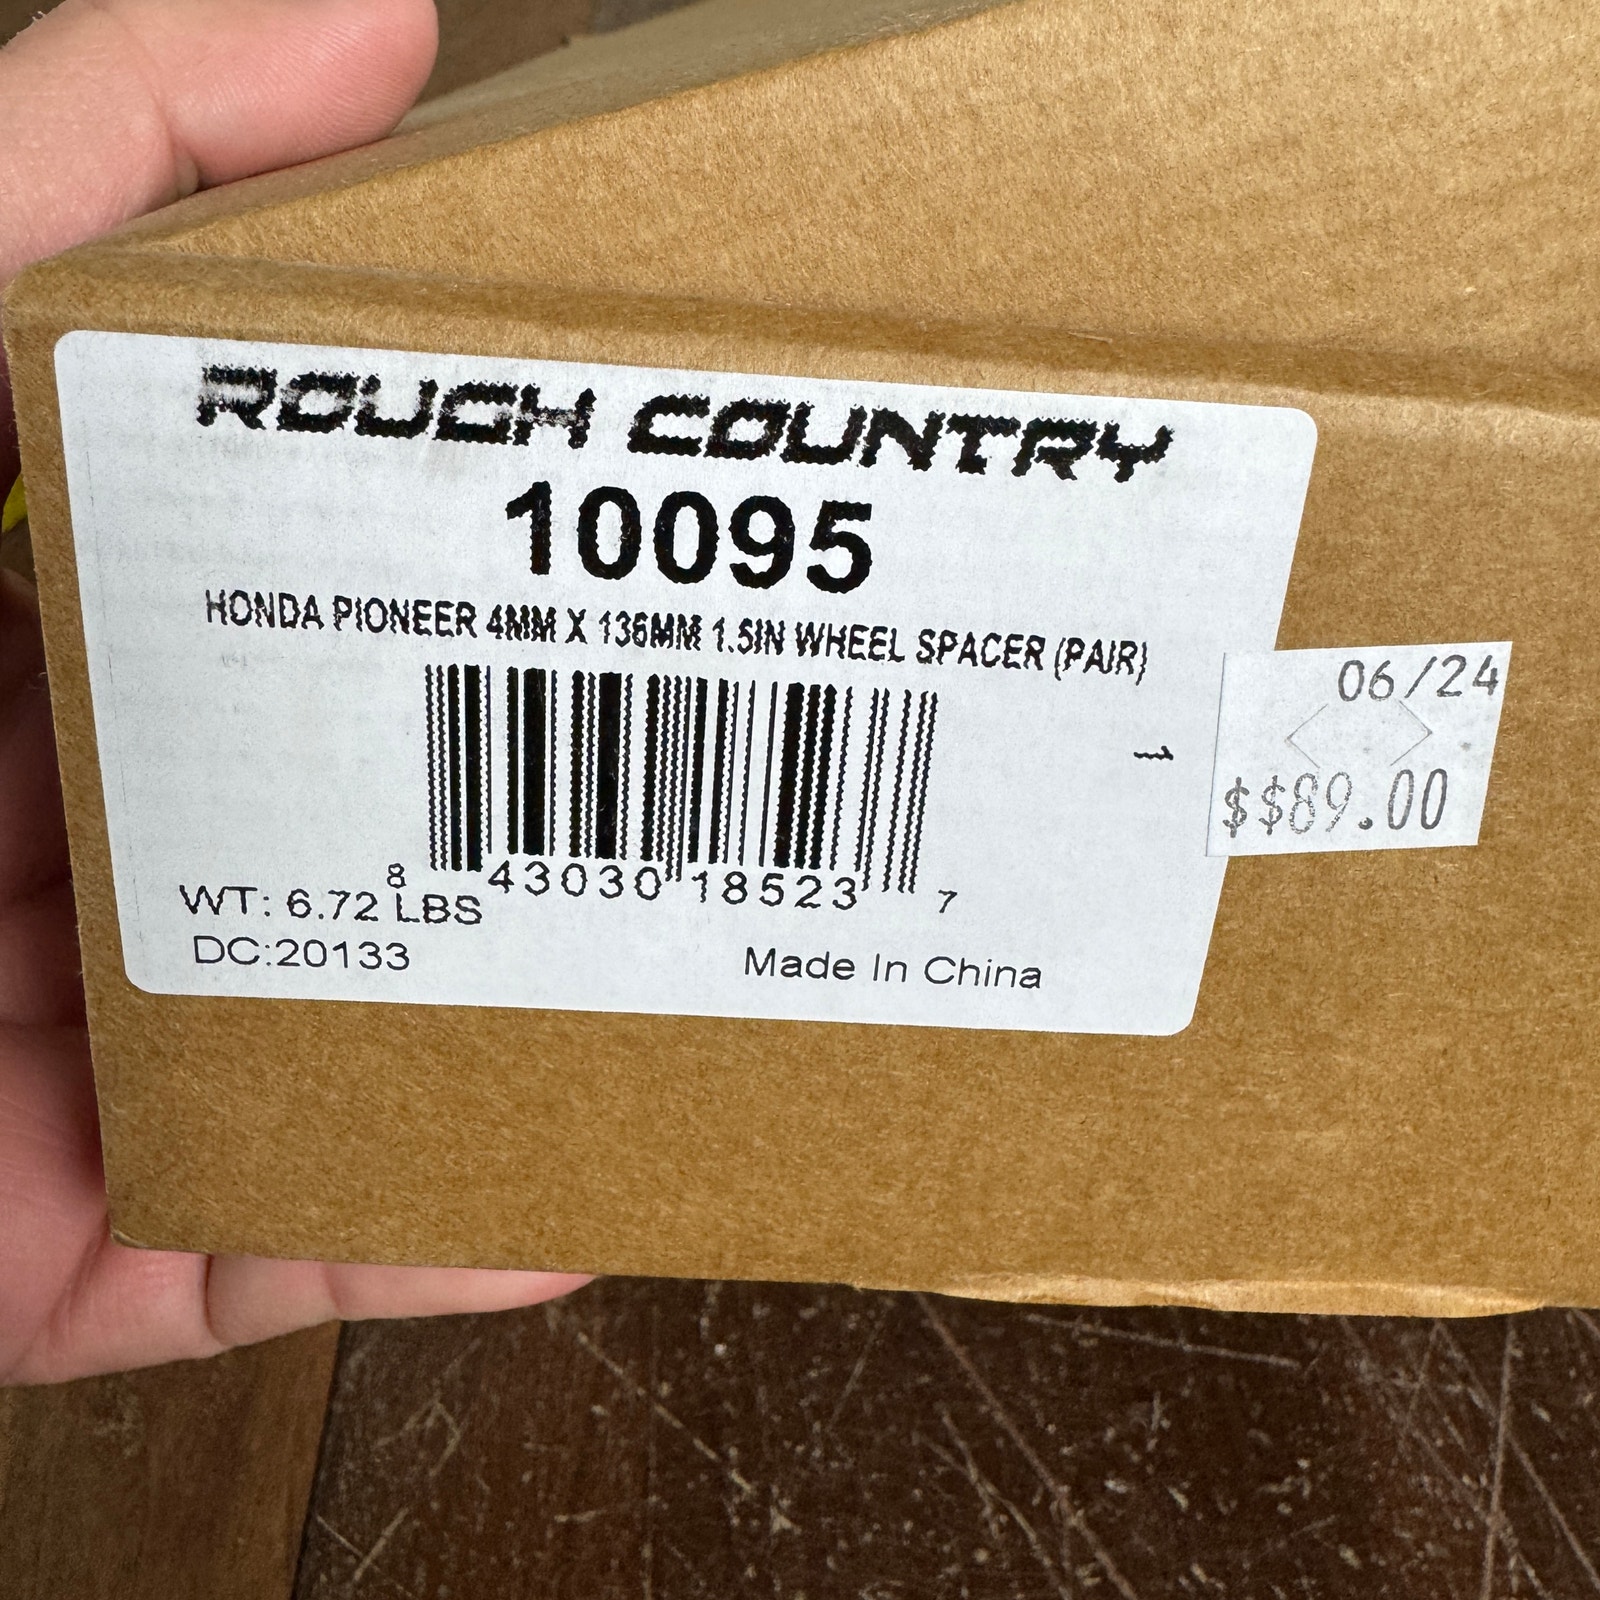 ROUGH COUNTRY
10095
HONDA PIONEER 4MM X 136MM 1.5IN WHEEL SPACER (PAIR)
1
8 43030 18523 7
WT: 6.72 LBS
DC:20133
Made In China
06/24
$$89.00